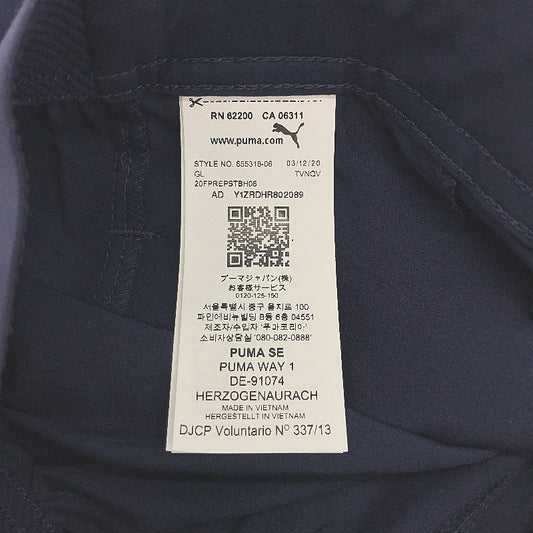 RN 62200 CA 06311
www.puma.com
STYLE NO. 655318-06 03/12/20
GL TVNQV
20FPREPSTBH06
AD Y1ZRDHR802089
プーマジャパン(株)
お客様サービス
0120-125-150
서울특별시 중구 을지로 100
파인에비뉴빌딩 B동 6층 04551
제조자/수입자 '푸마코리아'
소비자상담실 '080-082-0888'
PUMA SE
PUMA WAY 1
DE-91074
HERZOGENAURACH
MADE IN VIETNAM
HERGESTELLT IN VIETNAM
DJCP Voluntario Nº 337/13